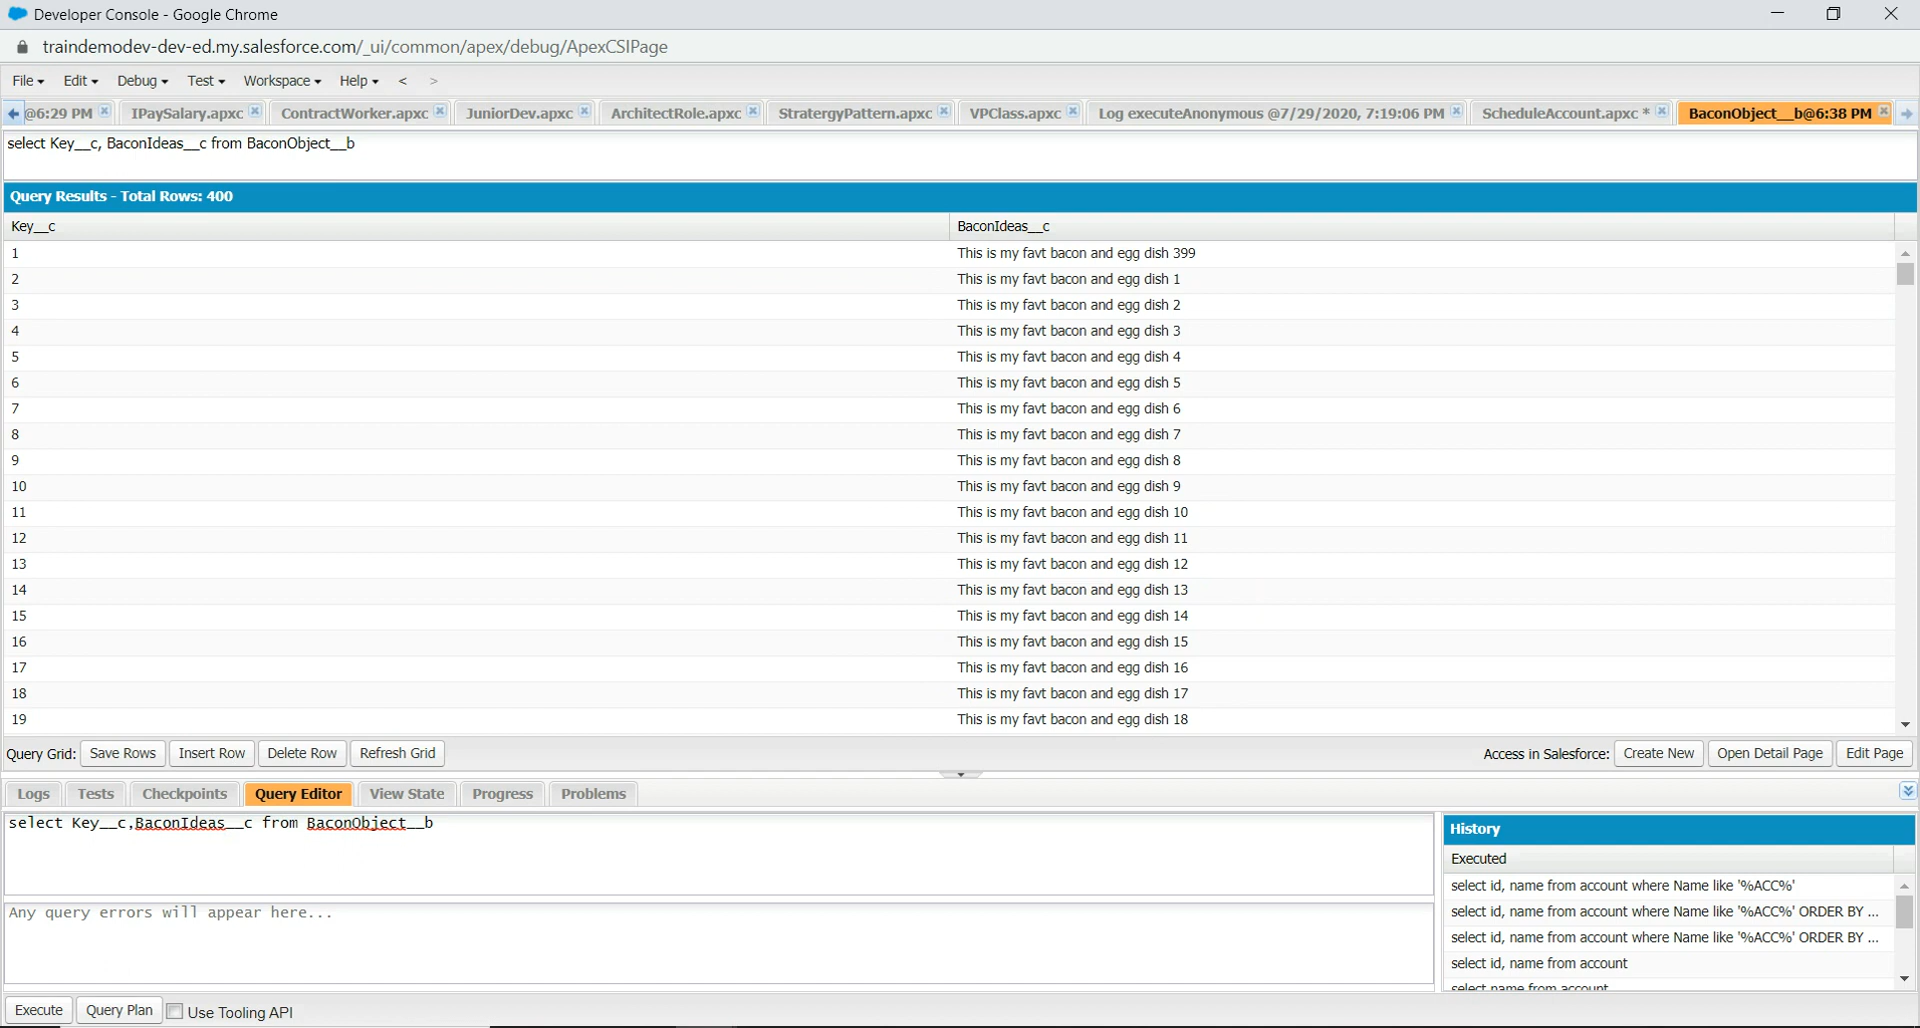 Developer Console - Google Chrome
traindemodev-dev-ed.my.salesforce.com/_ui/common/apex/debug/ApexCSIPage
File Edit Debug Test Workspace Help < >
@6:29 PM IPaySalary.apxc ContractWorker.apxc JuniorDev.apxc ArchitectRole.apxc StratergyPattern.apxc VPClass.apxc Log executeAnonymous @7/29/2020, 7:19:06 PM ScheduleAccount.apxc * BaconObject__b@6:38 PM
select Key__c, BaconIdeas__c from BaconObject__b
Query Results - Total Rows: 400
Key__c BaconIdeas__c
1 This is my favt bacon and egg dish 399
2 This is my favt bacon and egg dish 1
3 This is my favt bacon and egg dish 2
4 This is my favt bacon and egg dish 3
5 This is my favt bacon and egg dish 4
6 This is my favt bacon and egg dish 5
7 This is my favt bacon and egg dish 6
8 This is my favt bacon and egg dish 7
9 This is my favt bacon and egg dish 8
10 This is my favt bacon and egg dish 9
11 This is my favt bacon and egg dish 10
12 This is my favt bacon and egg dish 11
13 This is my favt bacon and egg dish 12
14 This is my favt bacon and egg dish 13
15 This is my favt bacon and egg dish 14
16 This is my favt bacon and egg dish 15
17 This is my favt bacon and egg dish 16
18 This is my favt bacon and egg dish 17
19 This is my favt bacon and egg dish 18
Query Grid: Save Rows Insert Row Delete Row Refresh Grid Access in Salesforce: Create New Open Detail Page Edit Page
Logs Tests Checkpoints Query Editor View State Progress Problems
select Key__c,BaconIdeas__c from BaconObject__b
Any query errors will appear here...
History
Executed
select id, name from account where Name like '%ACC%'
select id, name from account where Name like '%ACC%' ORDER BY ...
select id, name from account where Name like '%ACC%' ORDER BY ...
select id, name from account
select name from account
Execute Query Plan Use Tooling API